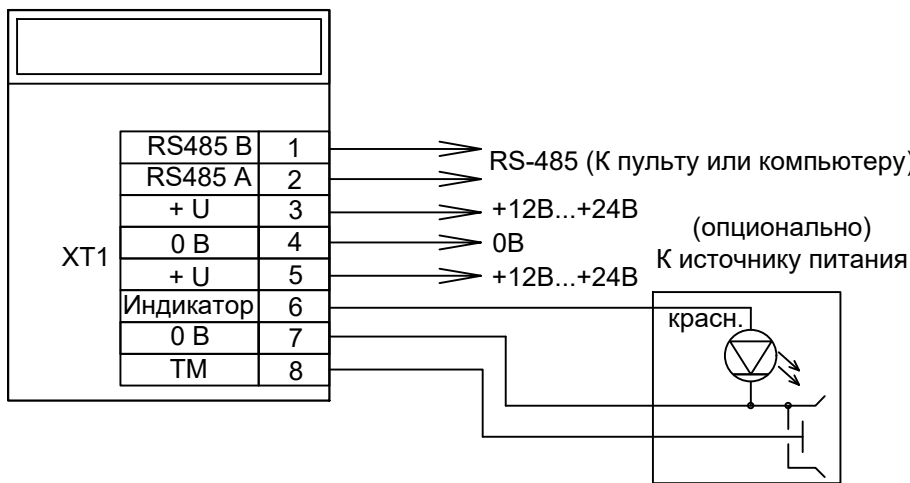 RS485 B 1
RS485 A 2
+ U 3
0 В 4
+ U 5
Индикатор 6
0 В 7
ТМ 8
XT1
RS-485 (К пульту или компьютеру)
+12В...+24В
0В
+12В...+24В
(опционально)
К источнику питания
красн.